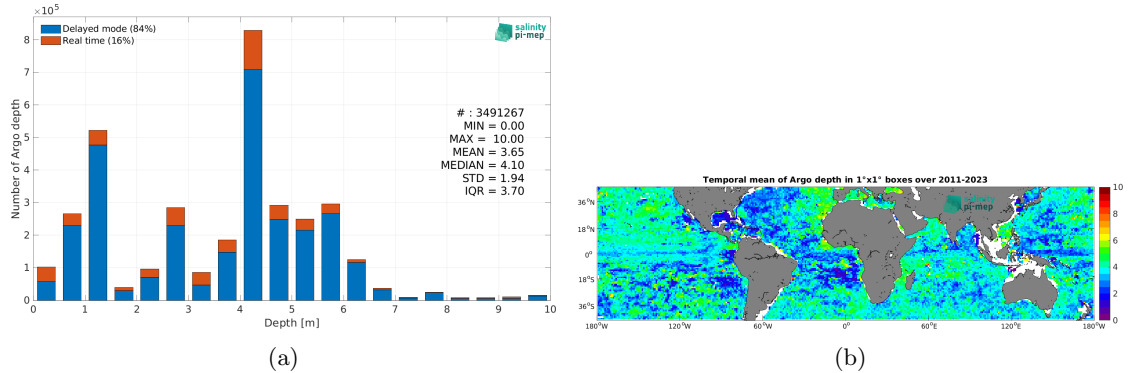 ×10⁵
Delayed mode (84%)
Real time (16%)
salinity
pi-mep
9
8
7
6
5
4
3
2
1
0
Number of Argo depth
# : 3491267
MIN = 0.00
MAX = 10.00
MEAN = 3.65
MEDIAN = 4.10
STD = 1.94
IQR = 3.70
0 1 2 3 4 5 6 7 8 9 10
Depth [m]
(a)
Temporal mean of Argo depth in 1°x1° boxes over 2011-2023
salinity
pi-mep
36°N
18°N
0°
18°S
36°S
180°W 120°W 60°W 0° 60°E 120°E 180°W
10
8
6
4
2
0
(b)